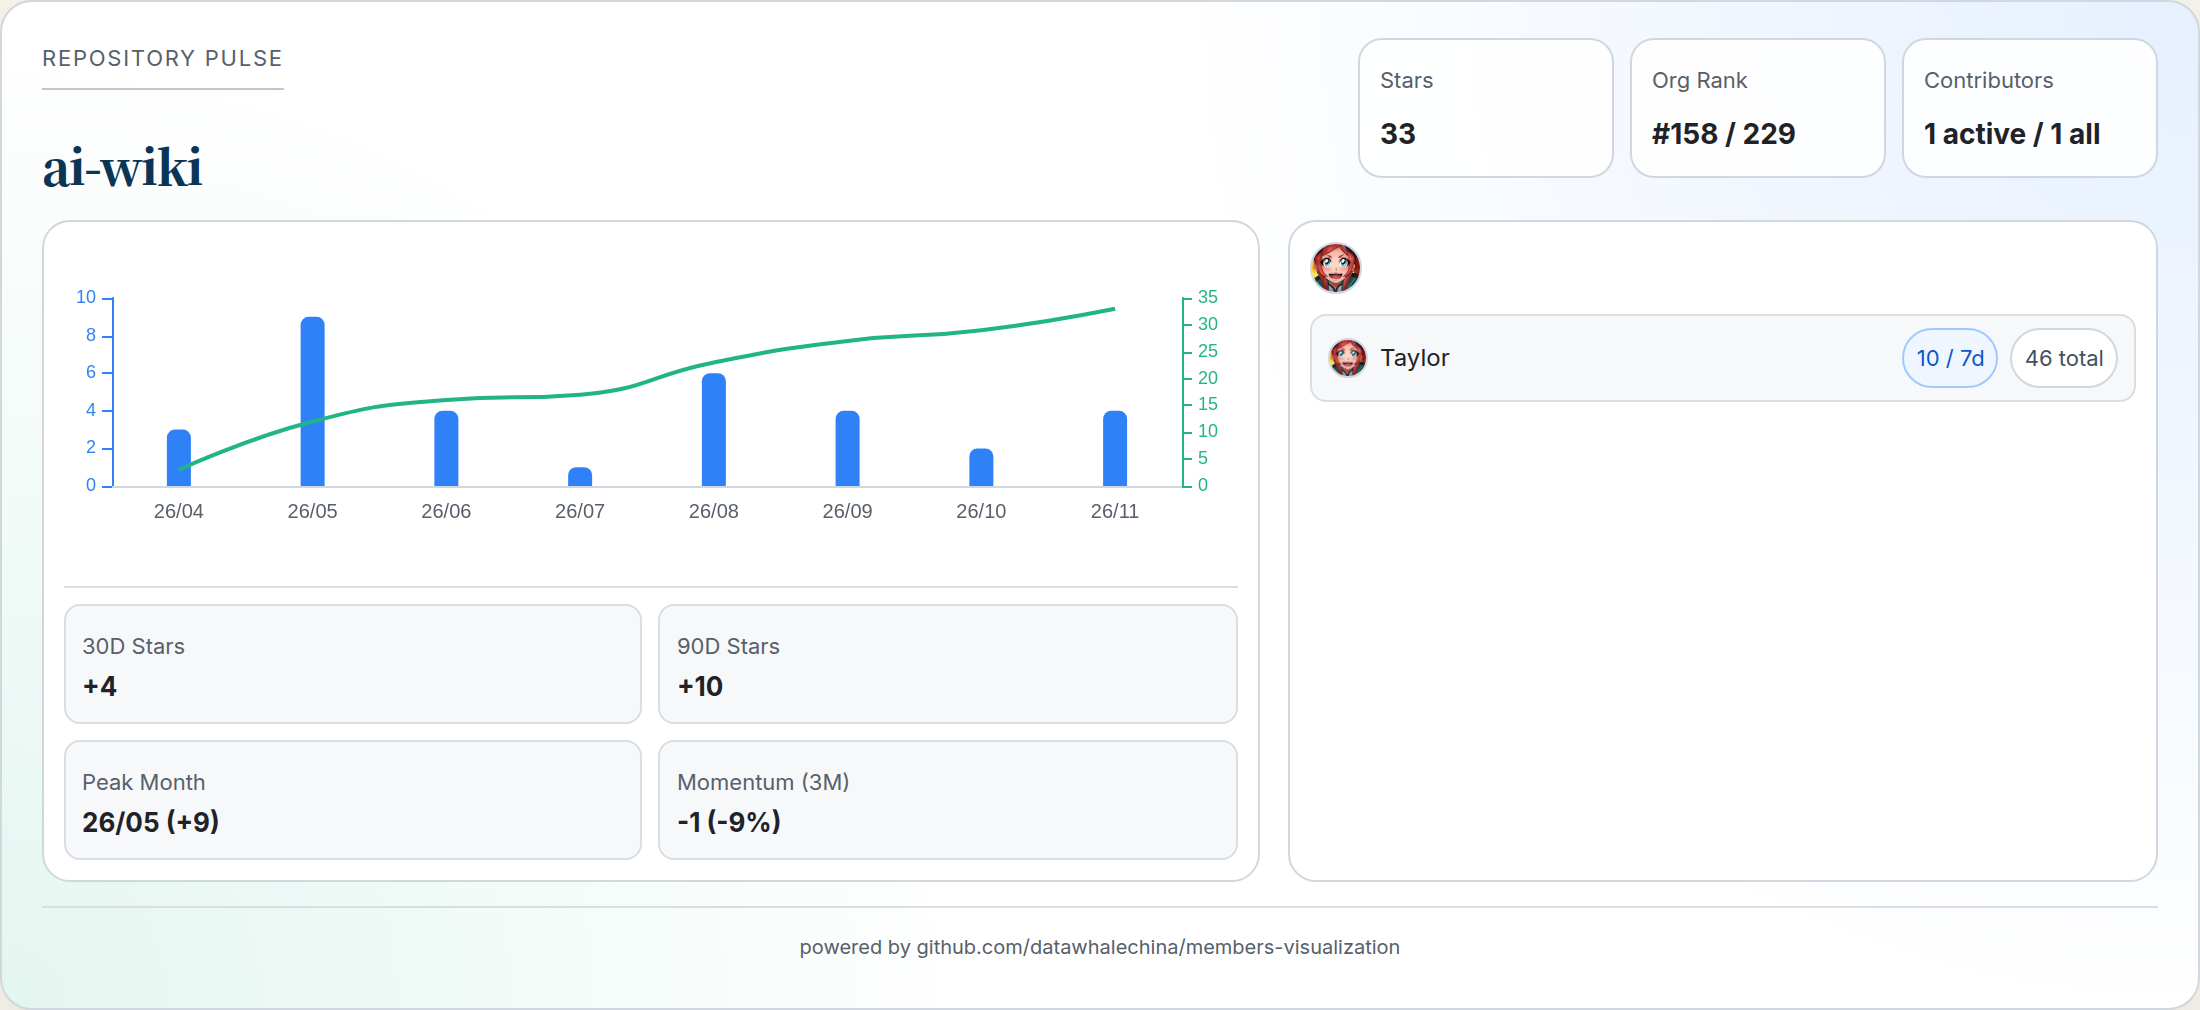 REPOSITORY PULSE
ai-wiki
Stars
33
Org Rank
#158 / 229
Contributors
1 active / 1 all
10
8
6
4
2
0
35
30
25
20
15
10
5
0
26/04
26/05
26/06
26/07
26/08
26/09
26/10
26/11
30D Stars
+4
90D Stars
+10
Peak Month
26/05 (+9)
Momentum (3M)
-1 (-9%)
Taylor
10 / 7d
46 total
powered by github.com/datawhalechina/members-visualization